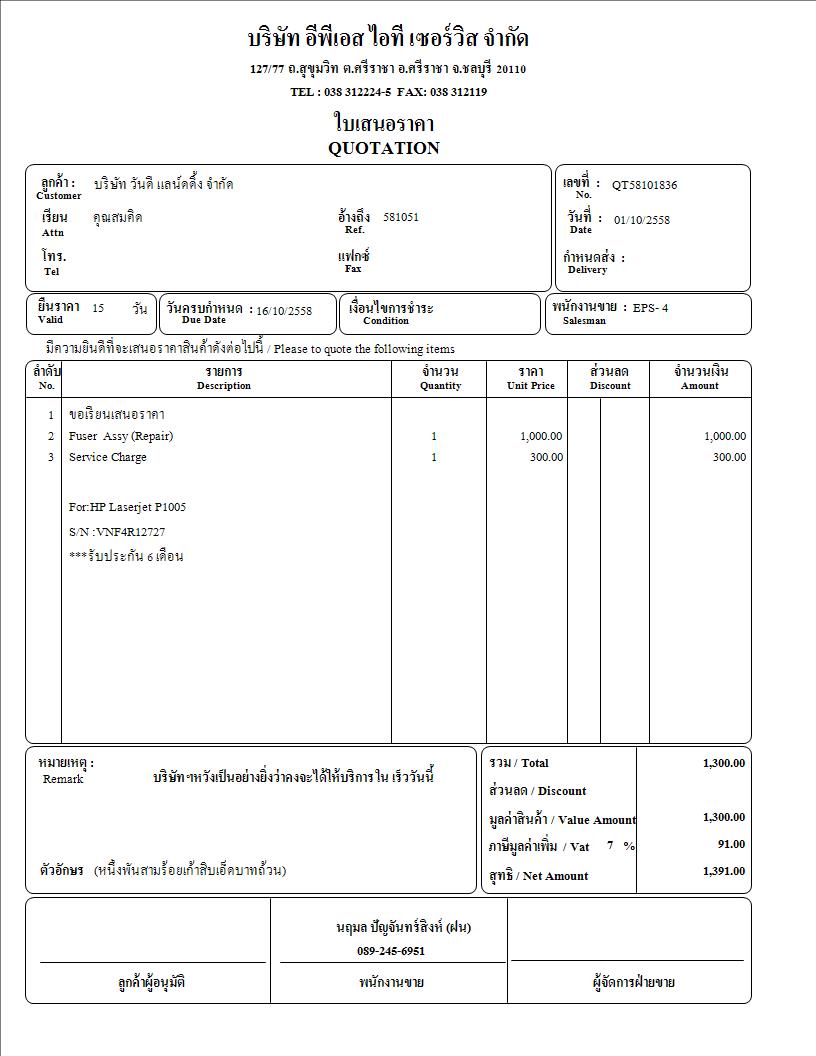 บริษัท อีพีเอส ไอที เซอร์วิส จำกัด
127/77 ถ.สุขุมวิท ต.ศรีราชา อ.ศรีราชา จ.ชลบุรี 20110
TEL : 038 312224-5 FAX: 038 312119
ใบเสนอราคา
QUOTATION
ลูกค้า : บริษัท วันดี แลน์ดดิ้ง จำกัด
Customer
เลขที่ : QT58101836
No.
เรียน คุณสมคิด อ้างถึง 581051
Attn Ref.
วันที่ : 01/10/2558
Date
โทร. แฟกซ์
Tel Fax
กำหนดส่ง :
Delivery
ยืนราคา 15 วัน
Valid
วันครบกำหนด : 16/10/2558
Due Date
เงื่อนไขการชำระ
Condition
พนักงานขาย : EPS- 4
Salesman
มีความยินดีที่จะเสนอราคาสินค้าดังต่อไปนี้ / Please to quote the following items
ลำดับ รายการ จำนวน ราคา ส่วนลด จำนวนเงิน
No. Description Quantity Unit Price Discount Amount
1 ขอเรียนเสนอราคา
2 Fuser Assy (Repair) 1 1,000.00 1,000.00
3 Service Charge 1 300.00 300.00
For:HP Laserjet P1005
S/N :VNF4R12727
***รับประกัน 6 เดือน
หมายเหตุ :
Remark
บริษัทฯหวังเป็นอย่างยิ่งว่าคงจะได้ให้บริการใน เร็ววันนี้
ตัวอักษร (หนึ่งพันสามร้อยเก้าสิบเอ็ดบาทถ้วน)
รวม / Total 1,300.00
ส่วนลด / Discount
มูลค่าสินค้า / Value Amount 1,300.00
ภาษีมูลค่าเพิ่ม / Vat 7 % 91.00
สุทธิ / Net Amount 1,391.00
นฤมล ปัญจันทร์สิงห์ (ฝน)
089-245-6951
ลูกค้าผู้อนุมัติ พนักงานขาย ผู้จัดการฝ่ายขาย